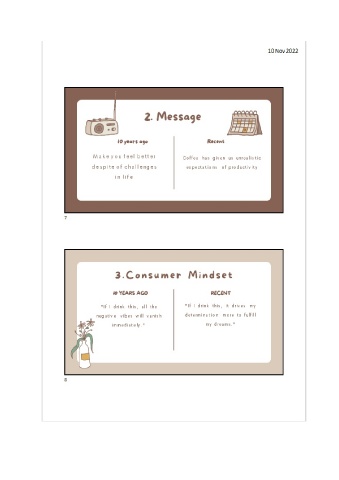 10 Nov 2022
2. Message
10 years ago
Makes you feel better
despite of challenges
in life
Recent
Coffee has given us unrealistic
expectations of productivity
7
3.Consumer Mindset
10 YEARS AGO
"If i drink this, all the
negative vibes will vanish
immediately."
RECENT
"If i drink this, it drives my
determination more to fulfill
my dreams."
8